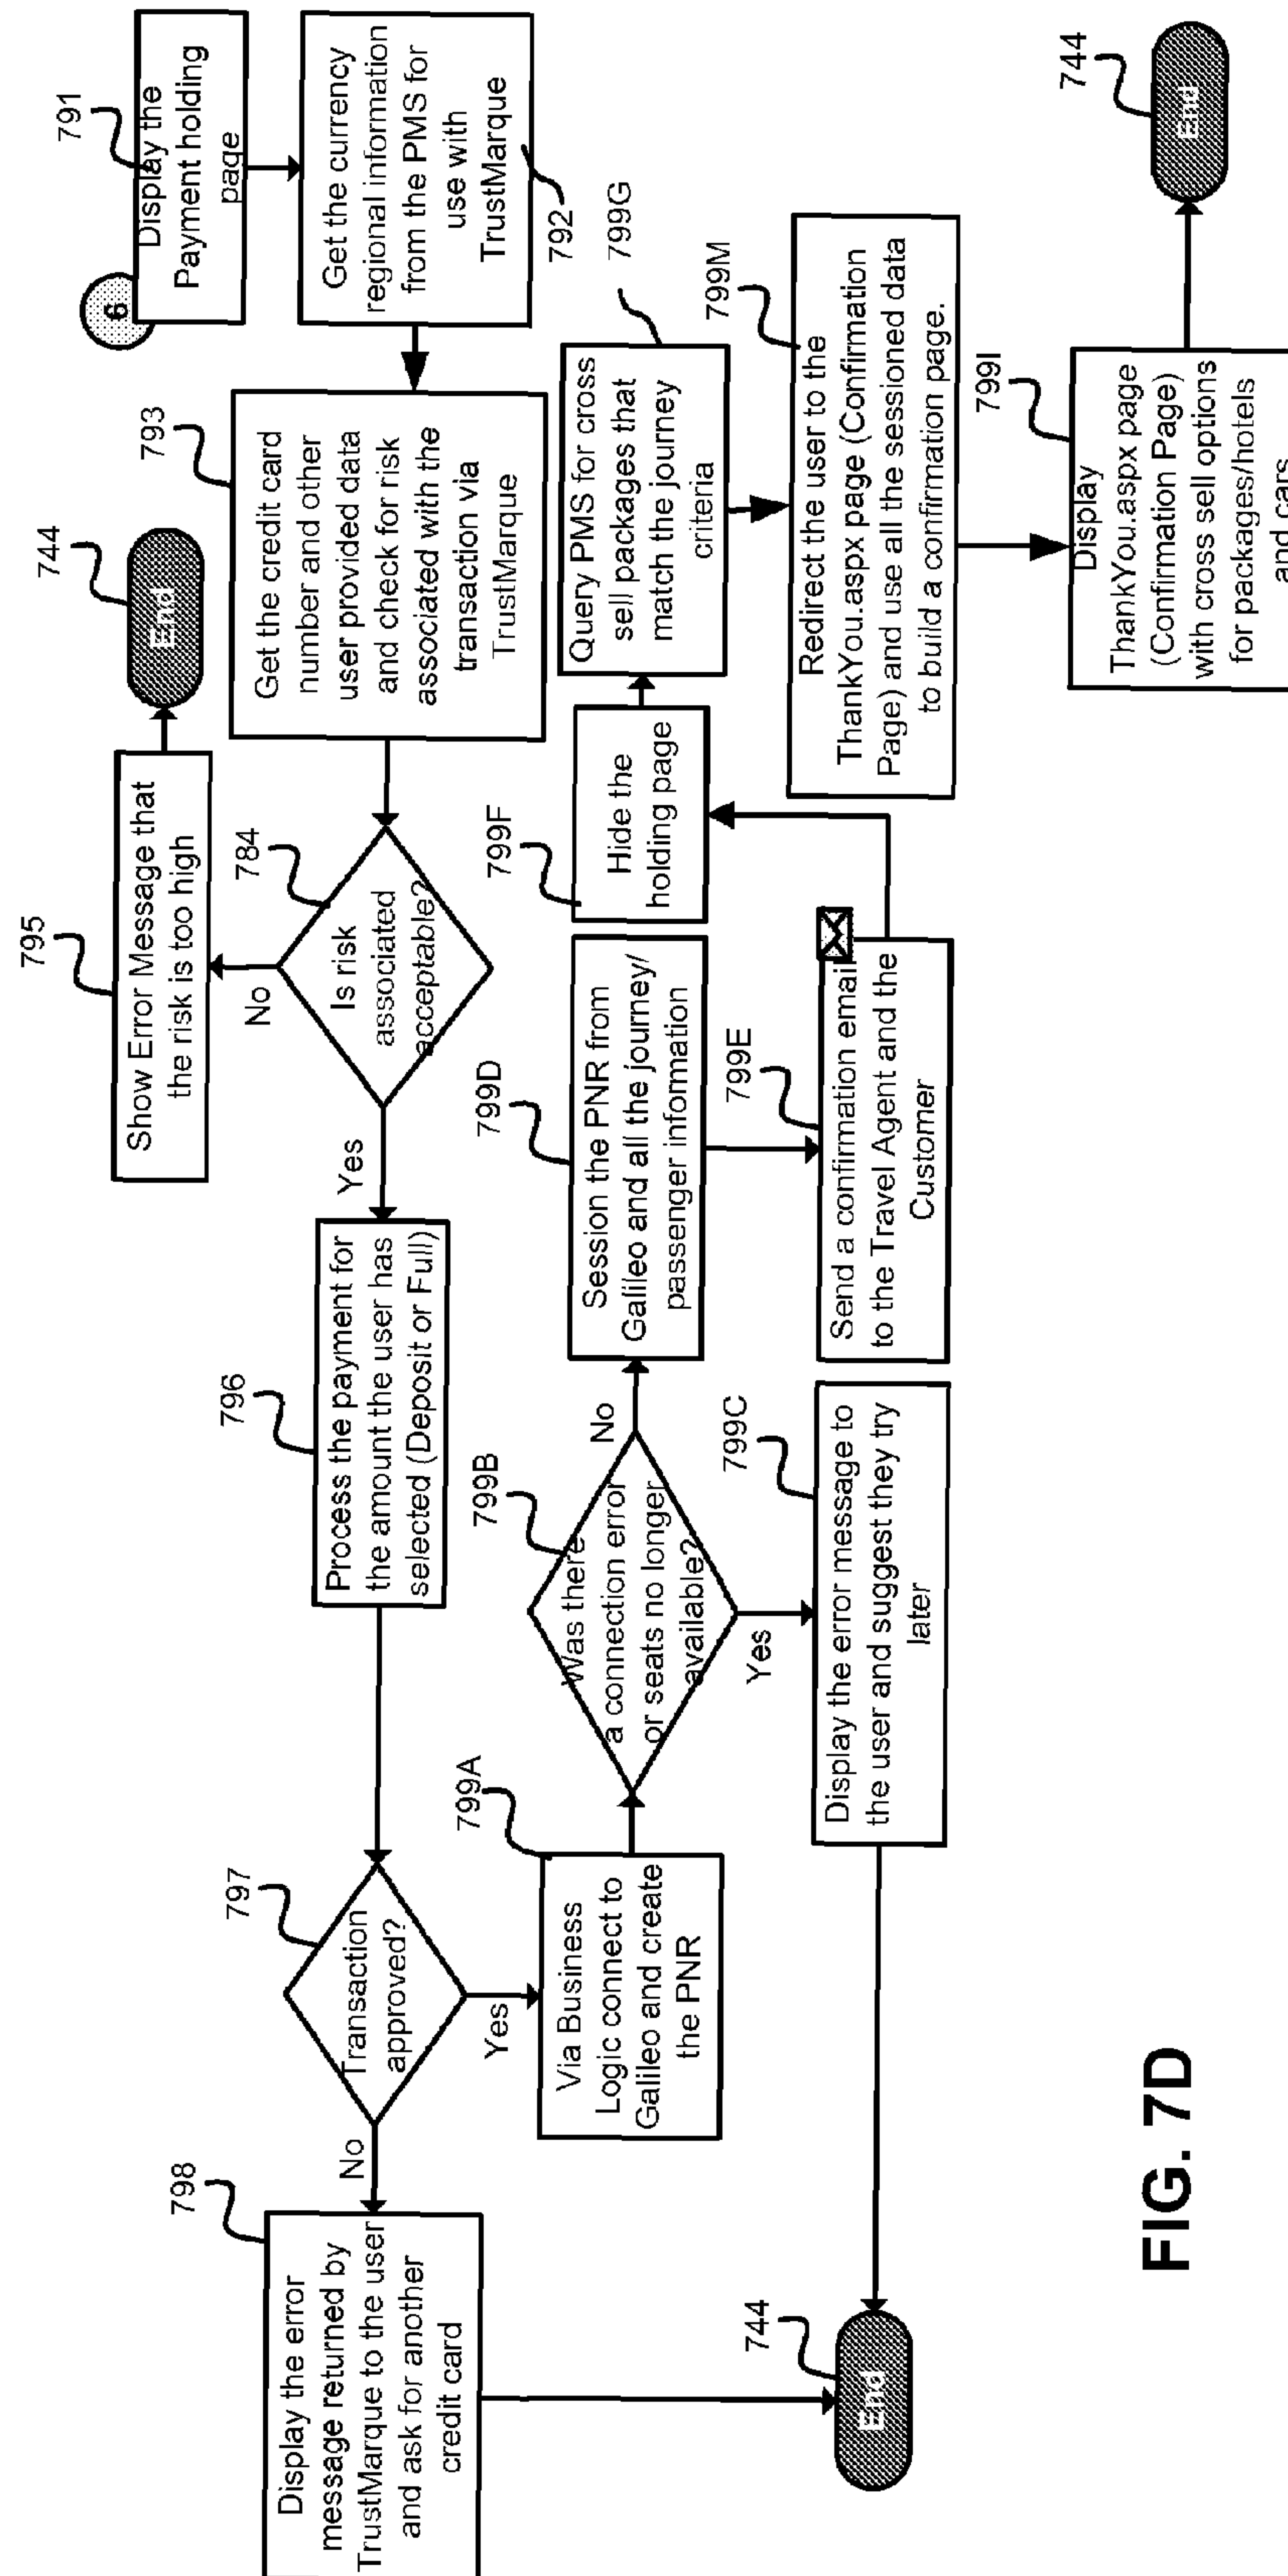 6
791
Display the
Payment holding
page
Get the currency
regional information
from the PMS for
use with
TrustMarque
792
793
Get the credit card
number and other
user provided data
and check for risk
associated with the
transaction via
TrustMarque
784
Is risk
associated
acceptable?
No
795
Show Error Message that
the risk is too high
744
End
Yes
796
Process the payment for
the amount the user has
selected (Deposit or Full)
797
Transaction
approved?
No
798
Display the error
message returned by
TrustMarque to the user
and ask for another
credit card
744
End
Yes
799A
Via Business
Logic connect to
Galileo and create
the PNR
799B
Was there
a connection error
or seats no longer
available?
Yes
799C
Display the error message to
the user and suggest they try
later
No
799D
Session the PNR from
Galileo and all the journey/
passenger information
799E
Send a confirmation email
to the Travel Agent and the
Customer
799F
Hide the
holding page
799G
Query PMS for cross
sell packages that
match the journey
criteria
799M
Redirect the user to the
ThankYou.aspx page (Confirmation
Page) and use all the sessioned data
to build a confirmation page.
799I
Display
ThankYou.aspx page
(Confirmation Page)
with cross sell options
for packages/hotels
and cars
744
End
FIG. 7D